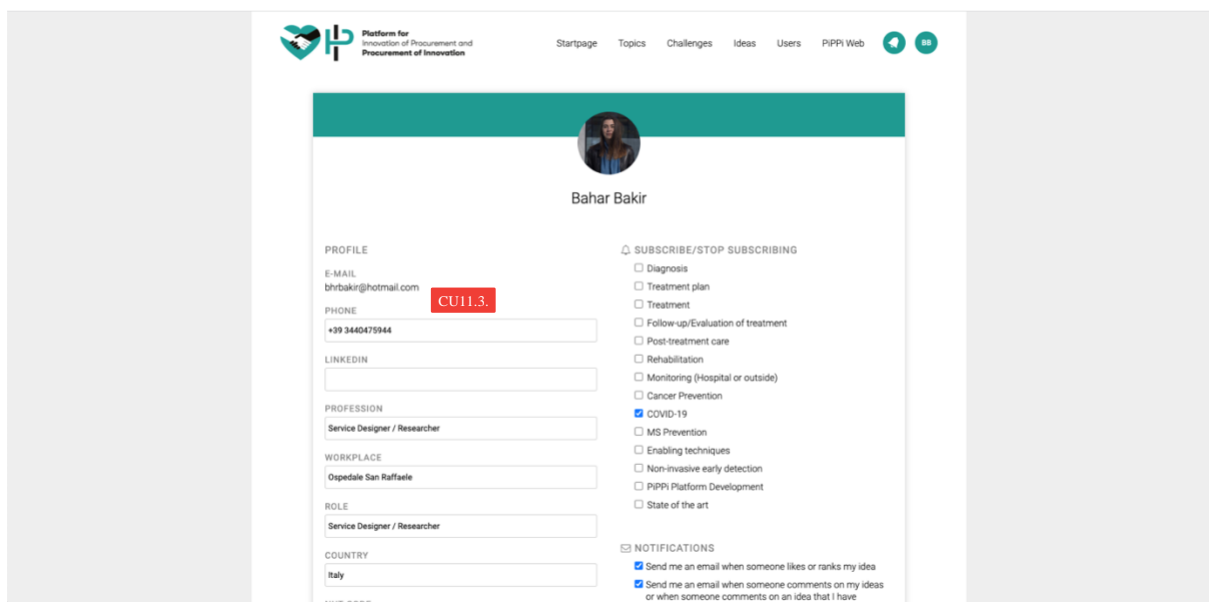 Platform for
Innovation of Procurement and
Procurement of Innovation
Startpage Topics Challenges Ideas Users PiPPi Web BB
Bahar Bakir
PROFILE
E-MAIL
bhrbakir@hotmail.com
CU11.3.
PHONE
+39 3440475944
LINKEDIN
PROFESSION
Service Designer / Researcher
WORKPLACE
Ospedale San Raffaele
ROLE
Service Designer / Researcher
COUNTRY
Italy
SUBSCRIBE/STOP SUBSCRIBING
Diagnosis
Treatment plan
Treatment
Follow-up/Evaluation of treatment
Post-treatment care
Rehabilitation
Monitoring (Hospital or outside)
Cancer Prevention
COVID-19
MS Prevention
Enabling techniques
Non-invasive early detection
PiPPi Platform Development
State of the art
NOTIFICATIONS
Send me an email when someone likes or ranks my idea
Send me an email when someone comments on my ideas
or when someone comments on an idea that I have